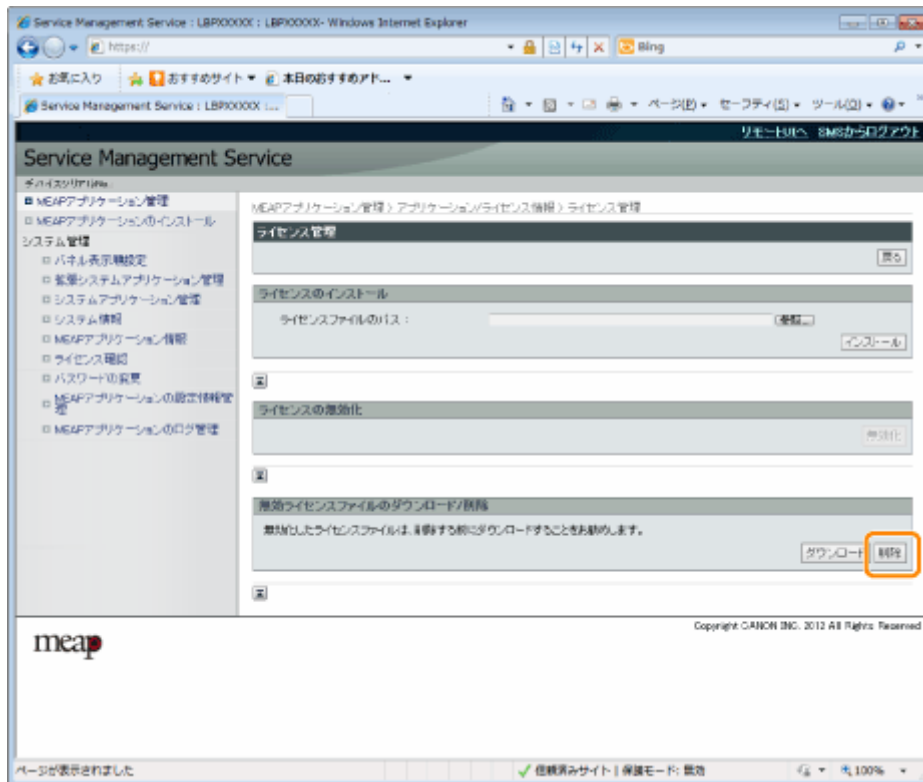 Service Management Service : LBPXXXXX : LBPXXXXX- Windows Internet Explorer
https://
Bing
お気に入り おすすめサイト 本日のおすすめアド...
Service Management Service : LBPXXXXX :...
ページ(P) セーフティ(S) ツール(O)
リモートUIへ SMSからログアウト
Service Management Service
デバイスシリアルNo.:
MEAPアプリケーション管理
MEAPアプリケーションのインストール
システム管理
パネル表示機設定
拡張システムアプリケーション管理
システムアプリケーション管理
システム情報
MEAPアプリケーション情報
ライセンス確認
パスワードの変更
MEAPアプリケーションの設定情報管理
MEAPアプリケーションのログ管理
MEAPアプリケーション管理 > アプリケーション/ライセンス情報 > ライセンス管理
ライセンス管理
戻る
ライセンスのインストール
ライセンスファイルのパス :
参照...
インストール
ライセンスの無効化
無効化
無効ライセンスファイルのダウンロード/削除
無効化したライセンスファイルは、削除する前にダウンロードすることをお勧めします。
ダウンロード 削除
Copyright CANON INC. 2012 All Rights Reserved
meap
ページが表示されました
信頼済みサイト | 保護モード: 無効
100%